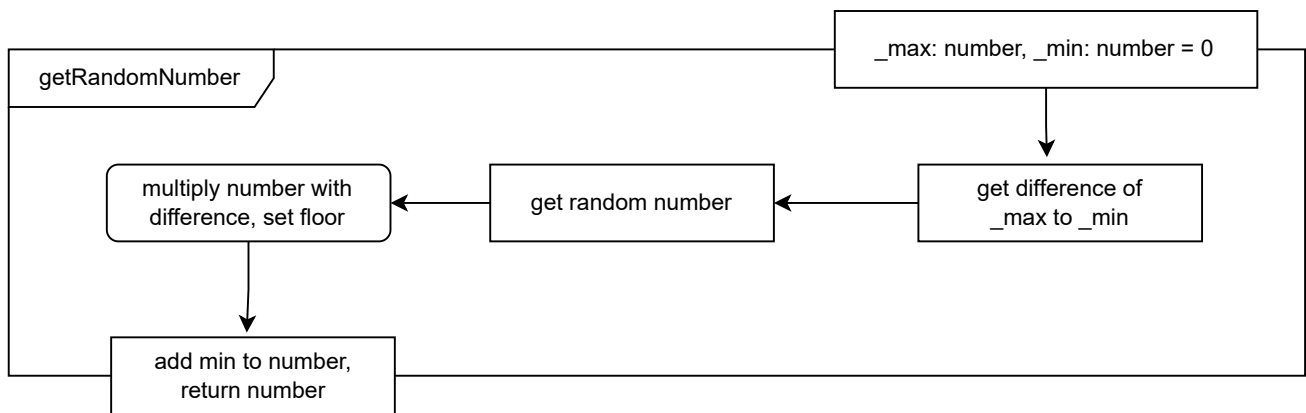 _max: number, _min: number = 0
getRandomNumber
get difference of
_max to _min
get random number
multiply number with
difference, set floor
add min to number,
return number